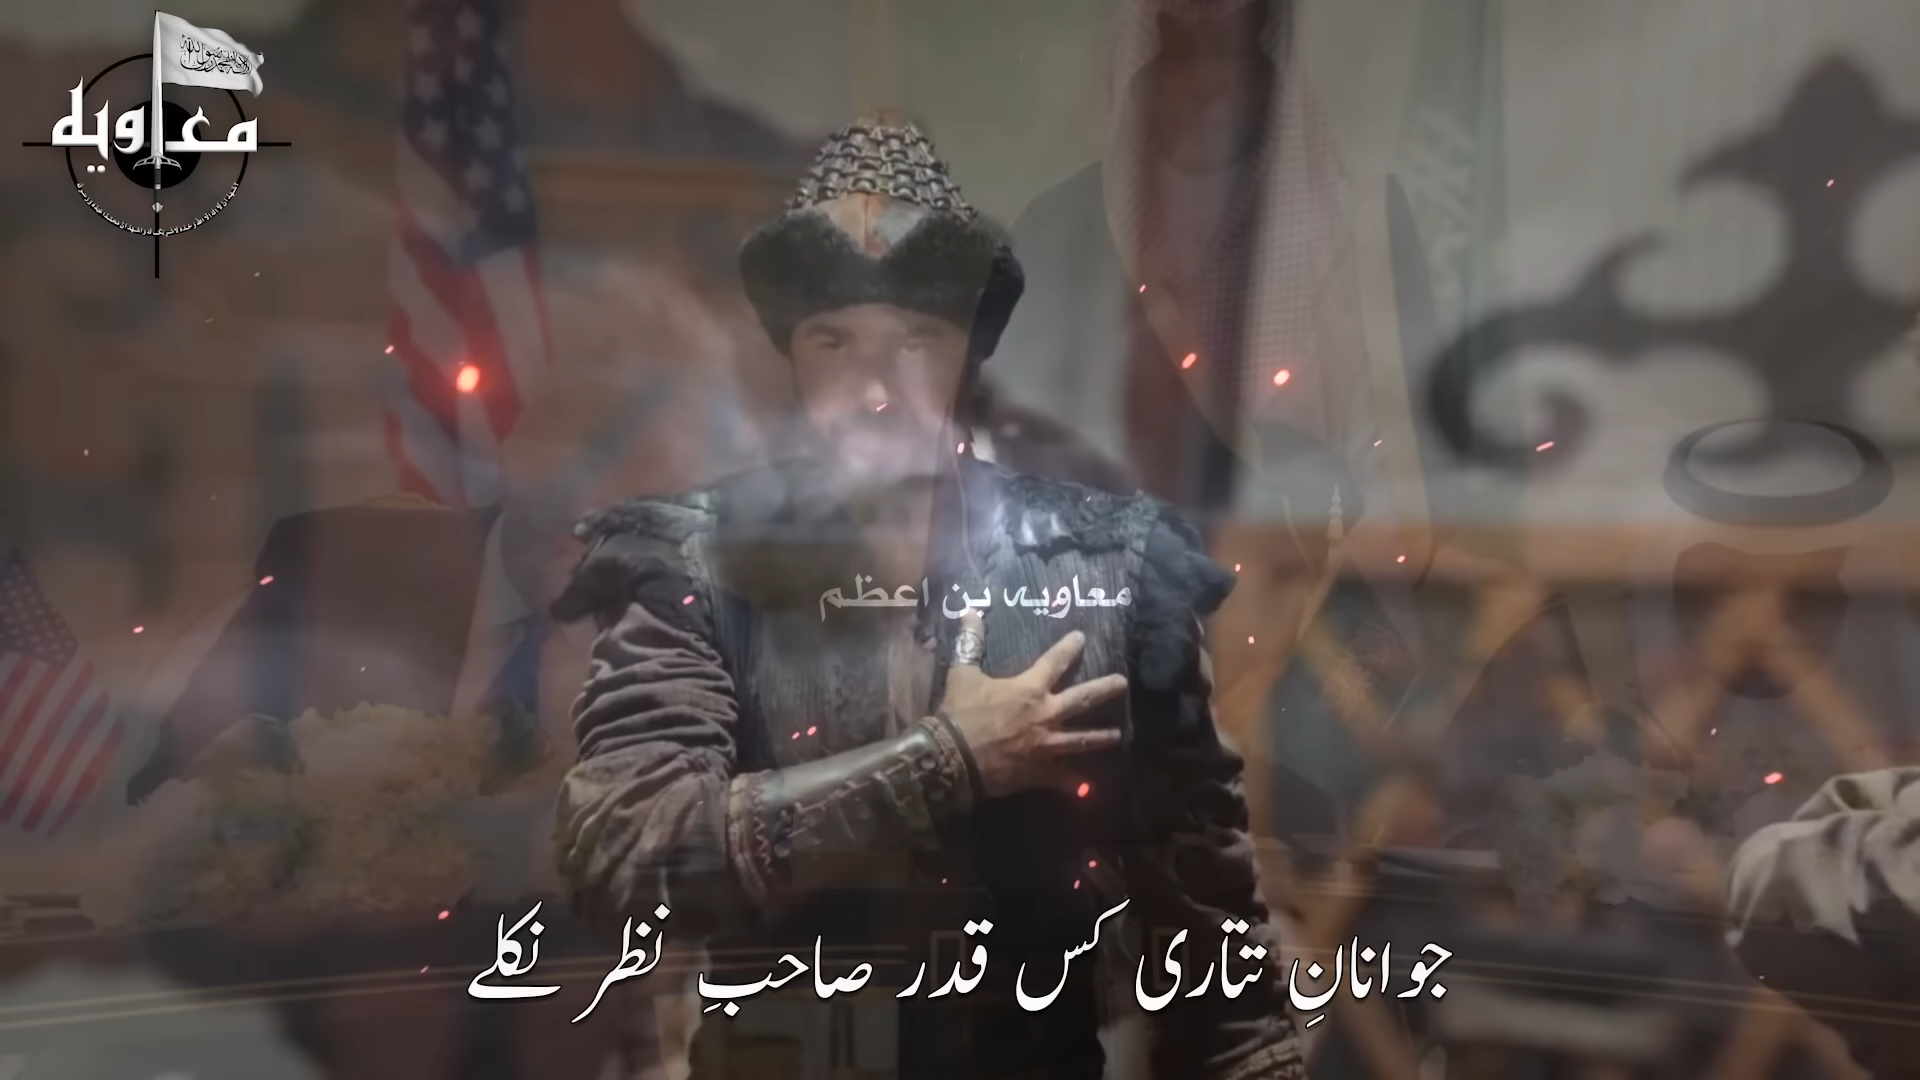 معاویہ
معاویہ بن اعظم
جوانانِ تتاری کس قدر صاحبِ نظر نکلے